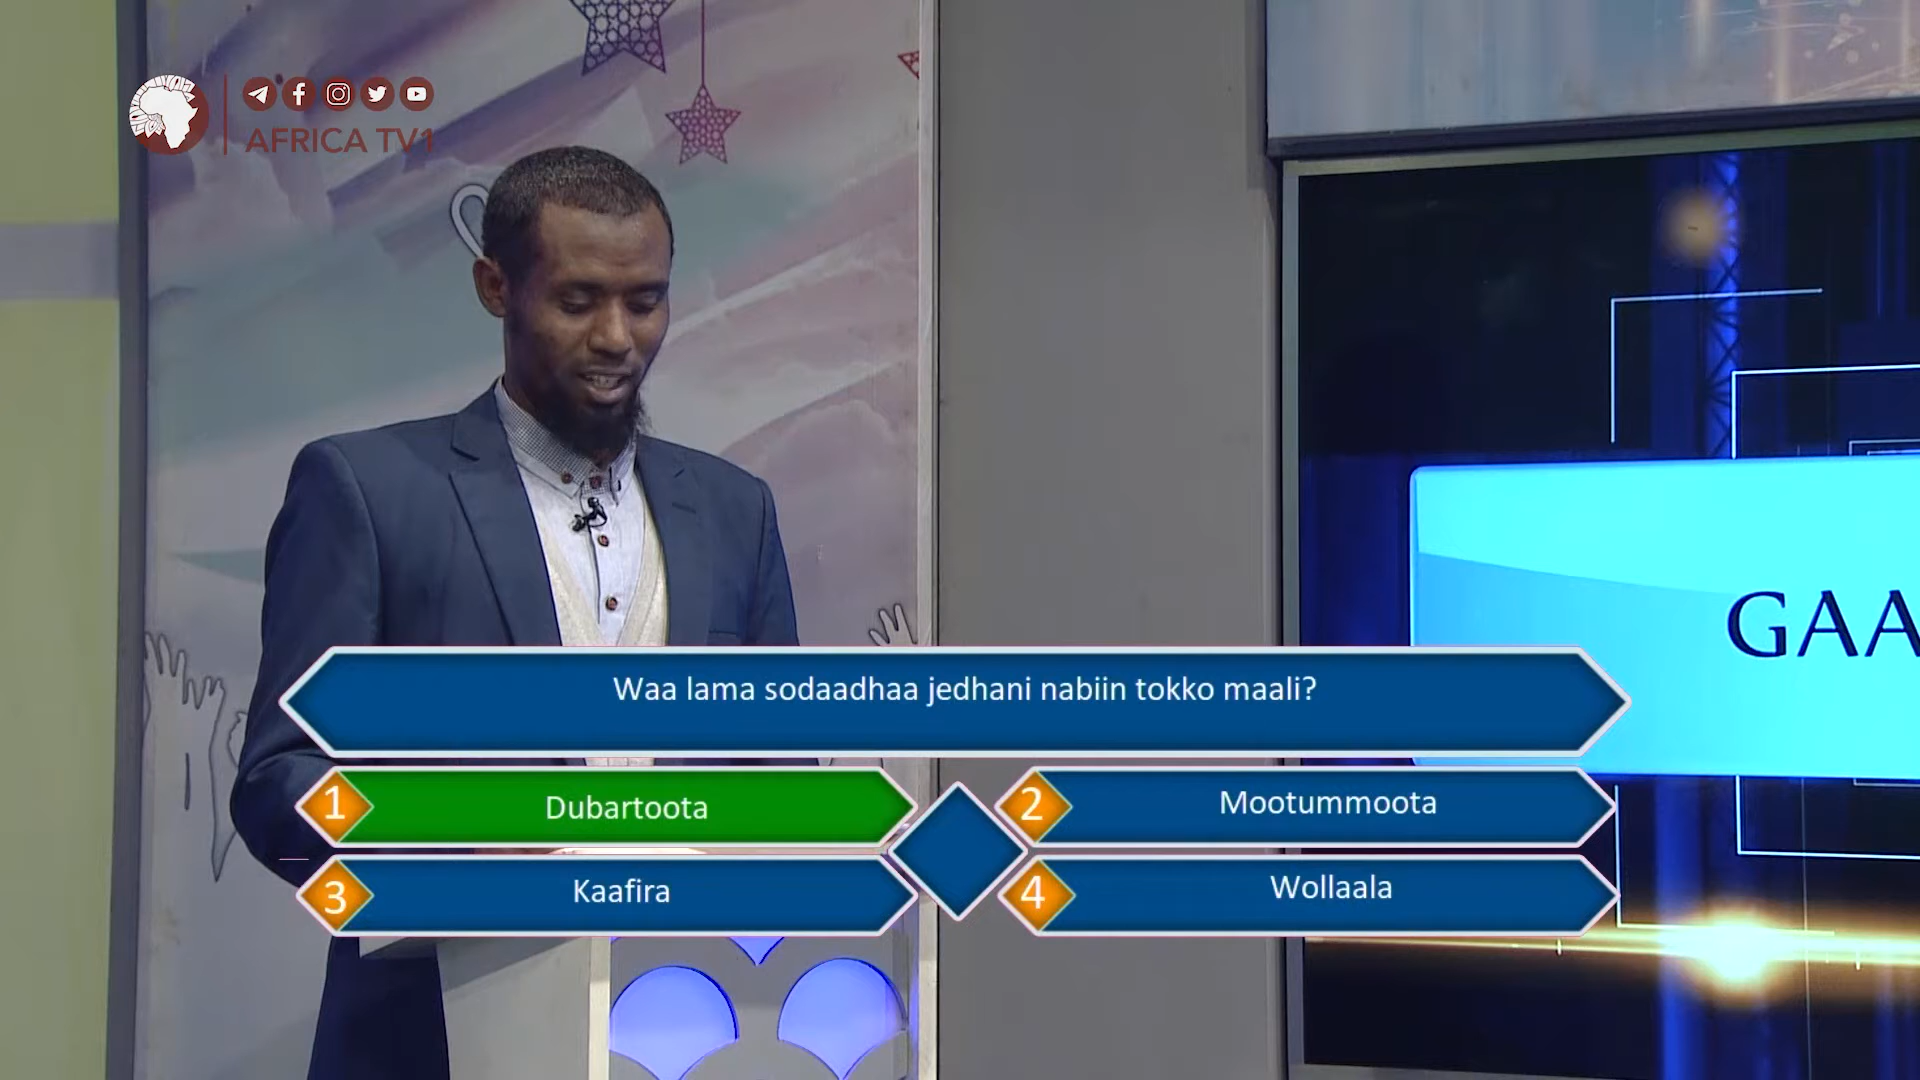 AFRICA TV1
GAA
Waa lama sodaadhaa jedhani nabiin tokko maali?
1 Dubartoota
2 Mootummoota
3 Kaafira
4 Wollaala